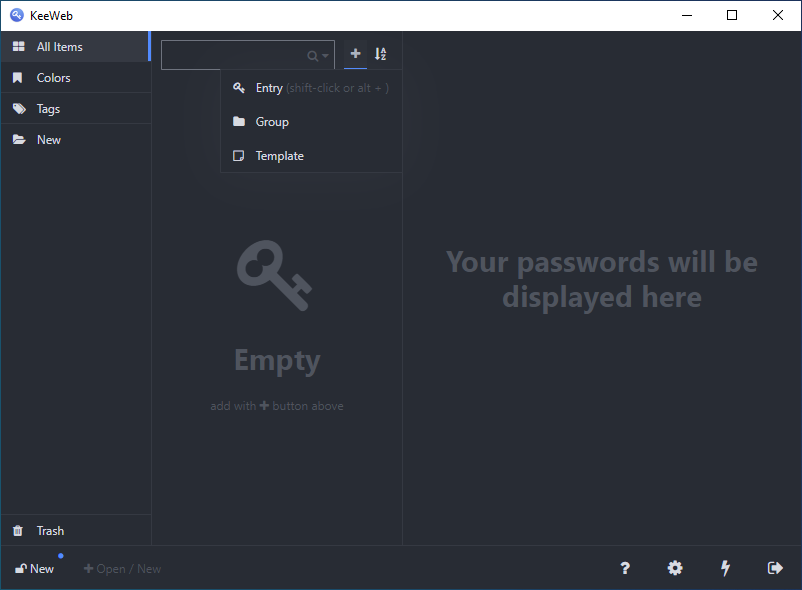 KeeWeb
All Items
Colors
Tags
New
Entry (shift-click or alt + )
Group
Template
Empty
add with + button above
Your passwords will be
displayed here
Trash
New
+ Open / New